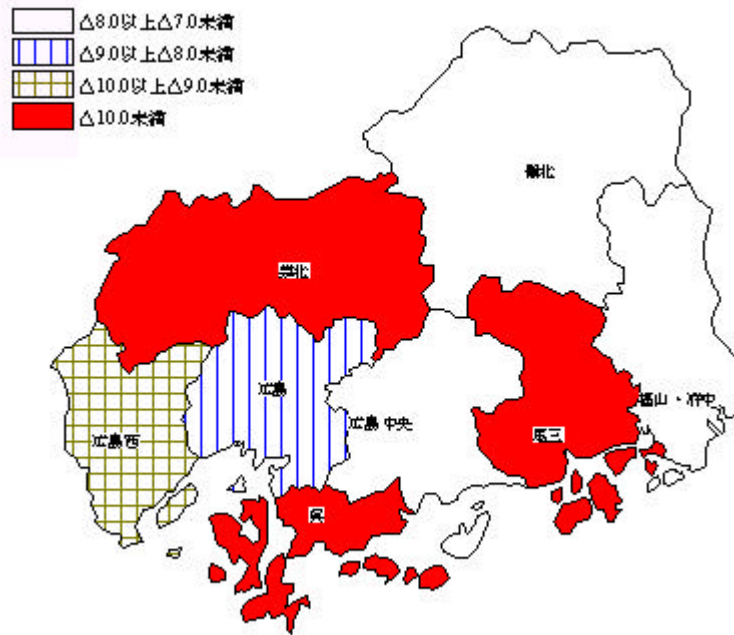 △8.0以上△7.0未満
△9.0以上△8.0未満
△10.0以上△9.0未満
△10.0未満
備北
芸北
広島
福山・府中
広島中央
尾三
広島西
呉